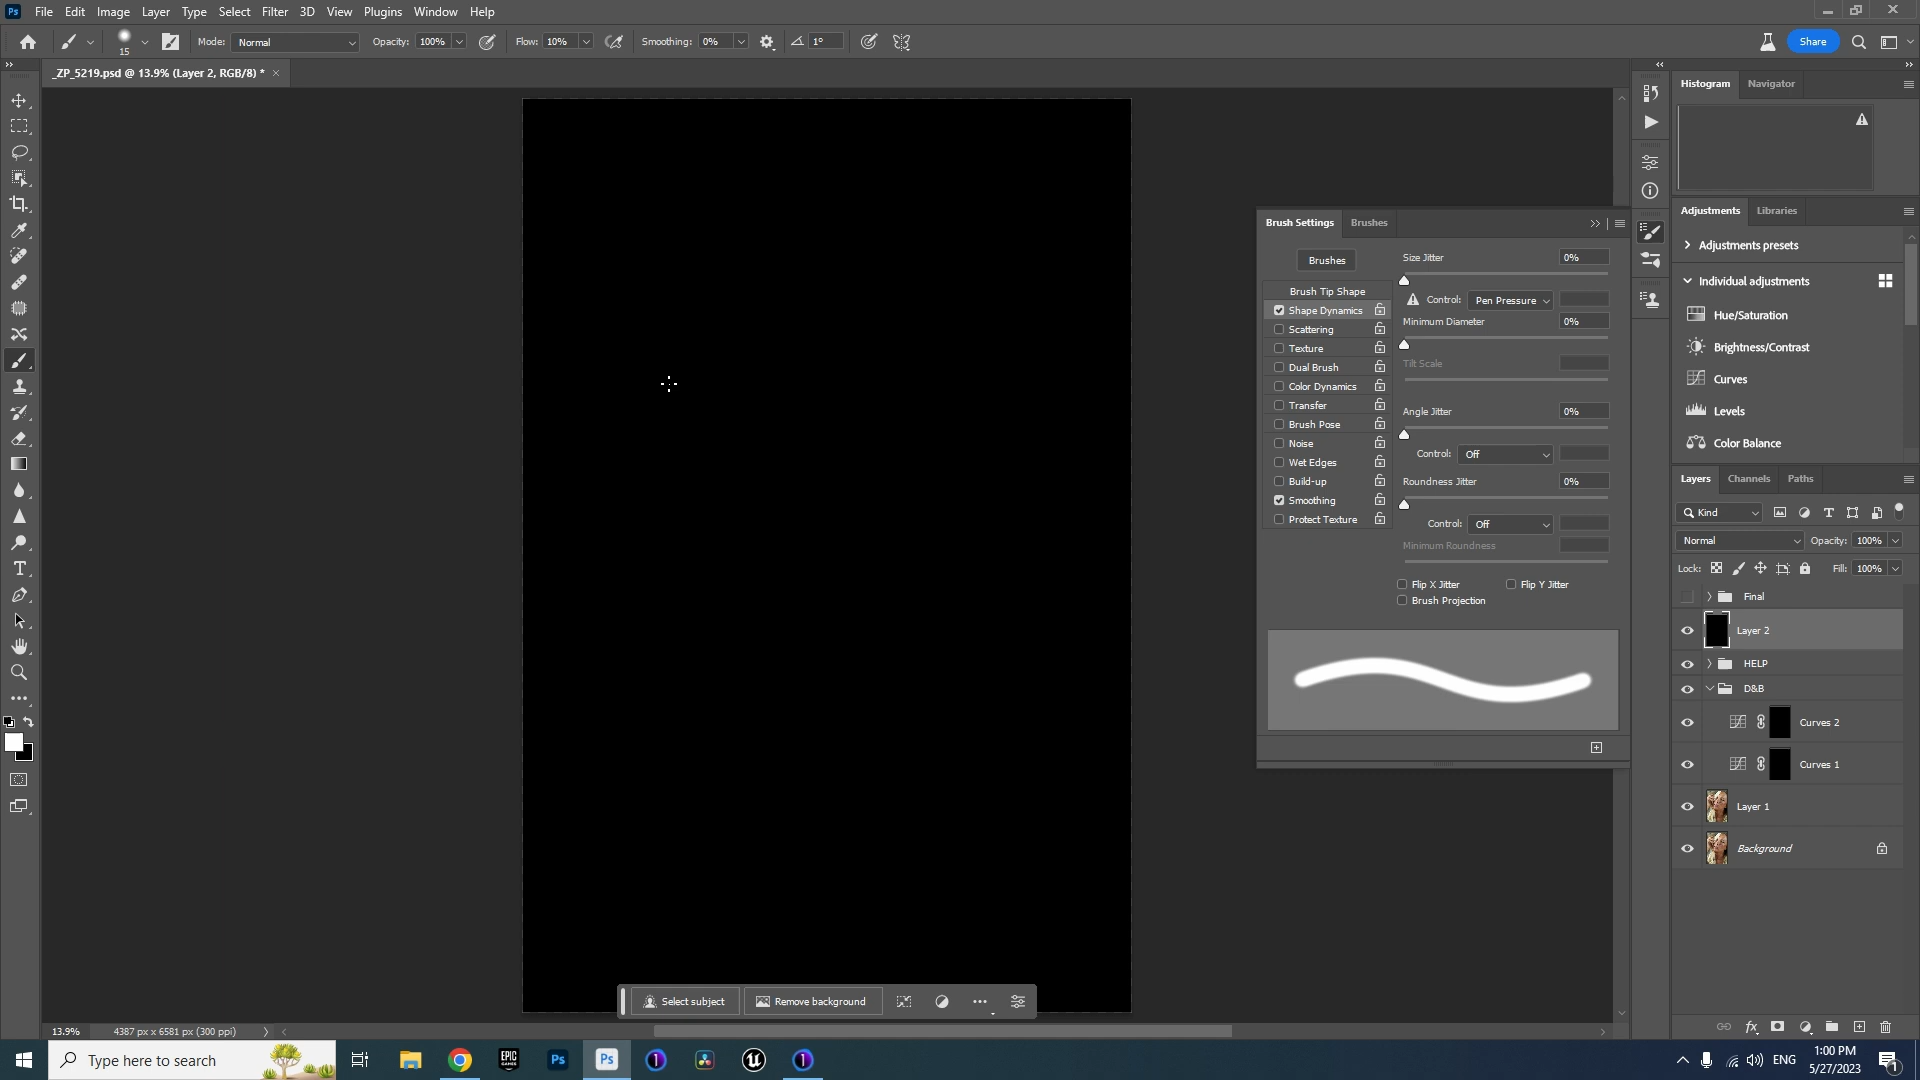 Ps File Edit Image Layer Type Select Filter 3D View Plugins Window Help
15 Mode: Normal Opacity: 100% Flow: 10% Smoothing: 0% 1° Share
_ZP_5219.psd @ 13.9% (Layer 2, RGB/8) *
Histogram Navigator
Adjustments Libraries
Adjustments presets
Individual adjustments
Hue/Saturation
Brightness/Contrast
Curves
Levels
Color Balance
Brush Settings Brushes
Brushes
Brush Tip Shape
Shape Dynamics
Scattering
Texture
Dual Brush
Color Dynamics
Transfer
Brush Pose
Noise
Wet Edges
Build-up
Smoothing
Protect Texture
Size Jitter 0%
Control: Pen Pressure
Minimum Diameter 0%
Tilt Scale
Angle Jitter 0%
Control: Off
Roundness Jitter 0%
Control: Off
Minimum Roundness
Flip X Jitter Flip Y Jitter
Brush Projection
Layers Channels Paths
Kind
Normal Opacity: 100%
Lock: Fill: 100%
Final
Layer 2
HELP
D&B
Curves 2
Curves 1
Layer 1
Background
Select subject Remove background
13.9% 4387 px x 6581 px (300 ppi)
Type here to search
EPIC GAMES
Ps
Ps
ENG
1:00 PM
5/27/2023
1